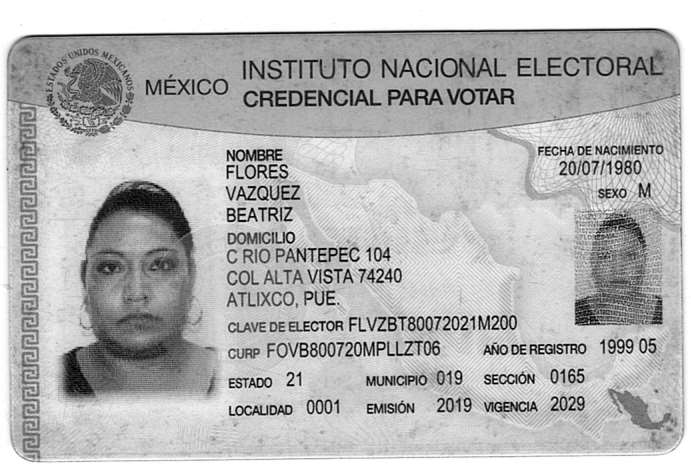 ESTADOS UNIDOS MEXICANOS
MÉXICO INSTITUTO NACIONAL ELECTORAL
CREDENCIAL PARA VOTAR
NOMBRE
FLORES
VAZQUEZ
BEATRIZ
FECHA DE NACIMIENTO
20/07/1980
SEXO M
DOMICILIO
C RIO PANTEPEC 104
COL ALTA VISTA 74240
ATLIXCO, PUE.
CLAVE DE ELECTOR FLVZBT80072021M200
CURP FOVB800720MPLLZT06 AÑO DE REGISTRO 1999 05
ESTADO 21 MUNICIPIO 019 SECCIÓN 0165
LOCALIDAD 0001 EMISIÓN 2019 VIGENCIA 2029